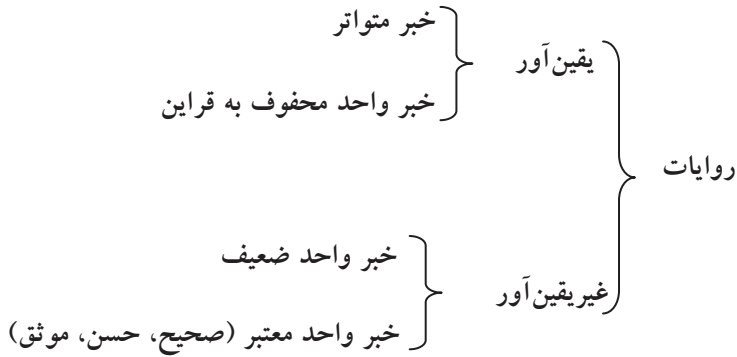 خبر متواتر
یقین‌آور
خبر واحد محفوف به قراین
روایات
خبر واحد ضعیف
غیریقین‌آور
خبر واحد معتبر (صحیح، حسن، موثق)